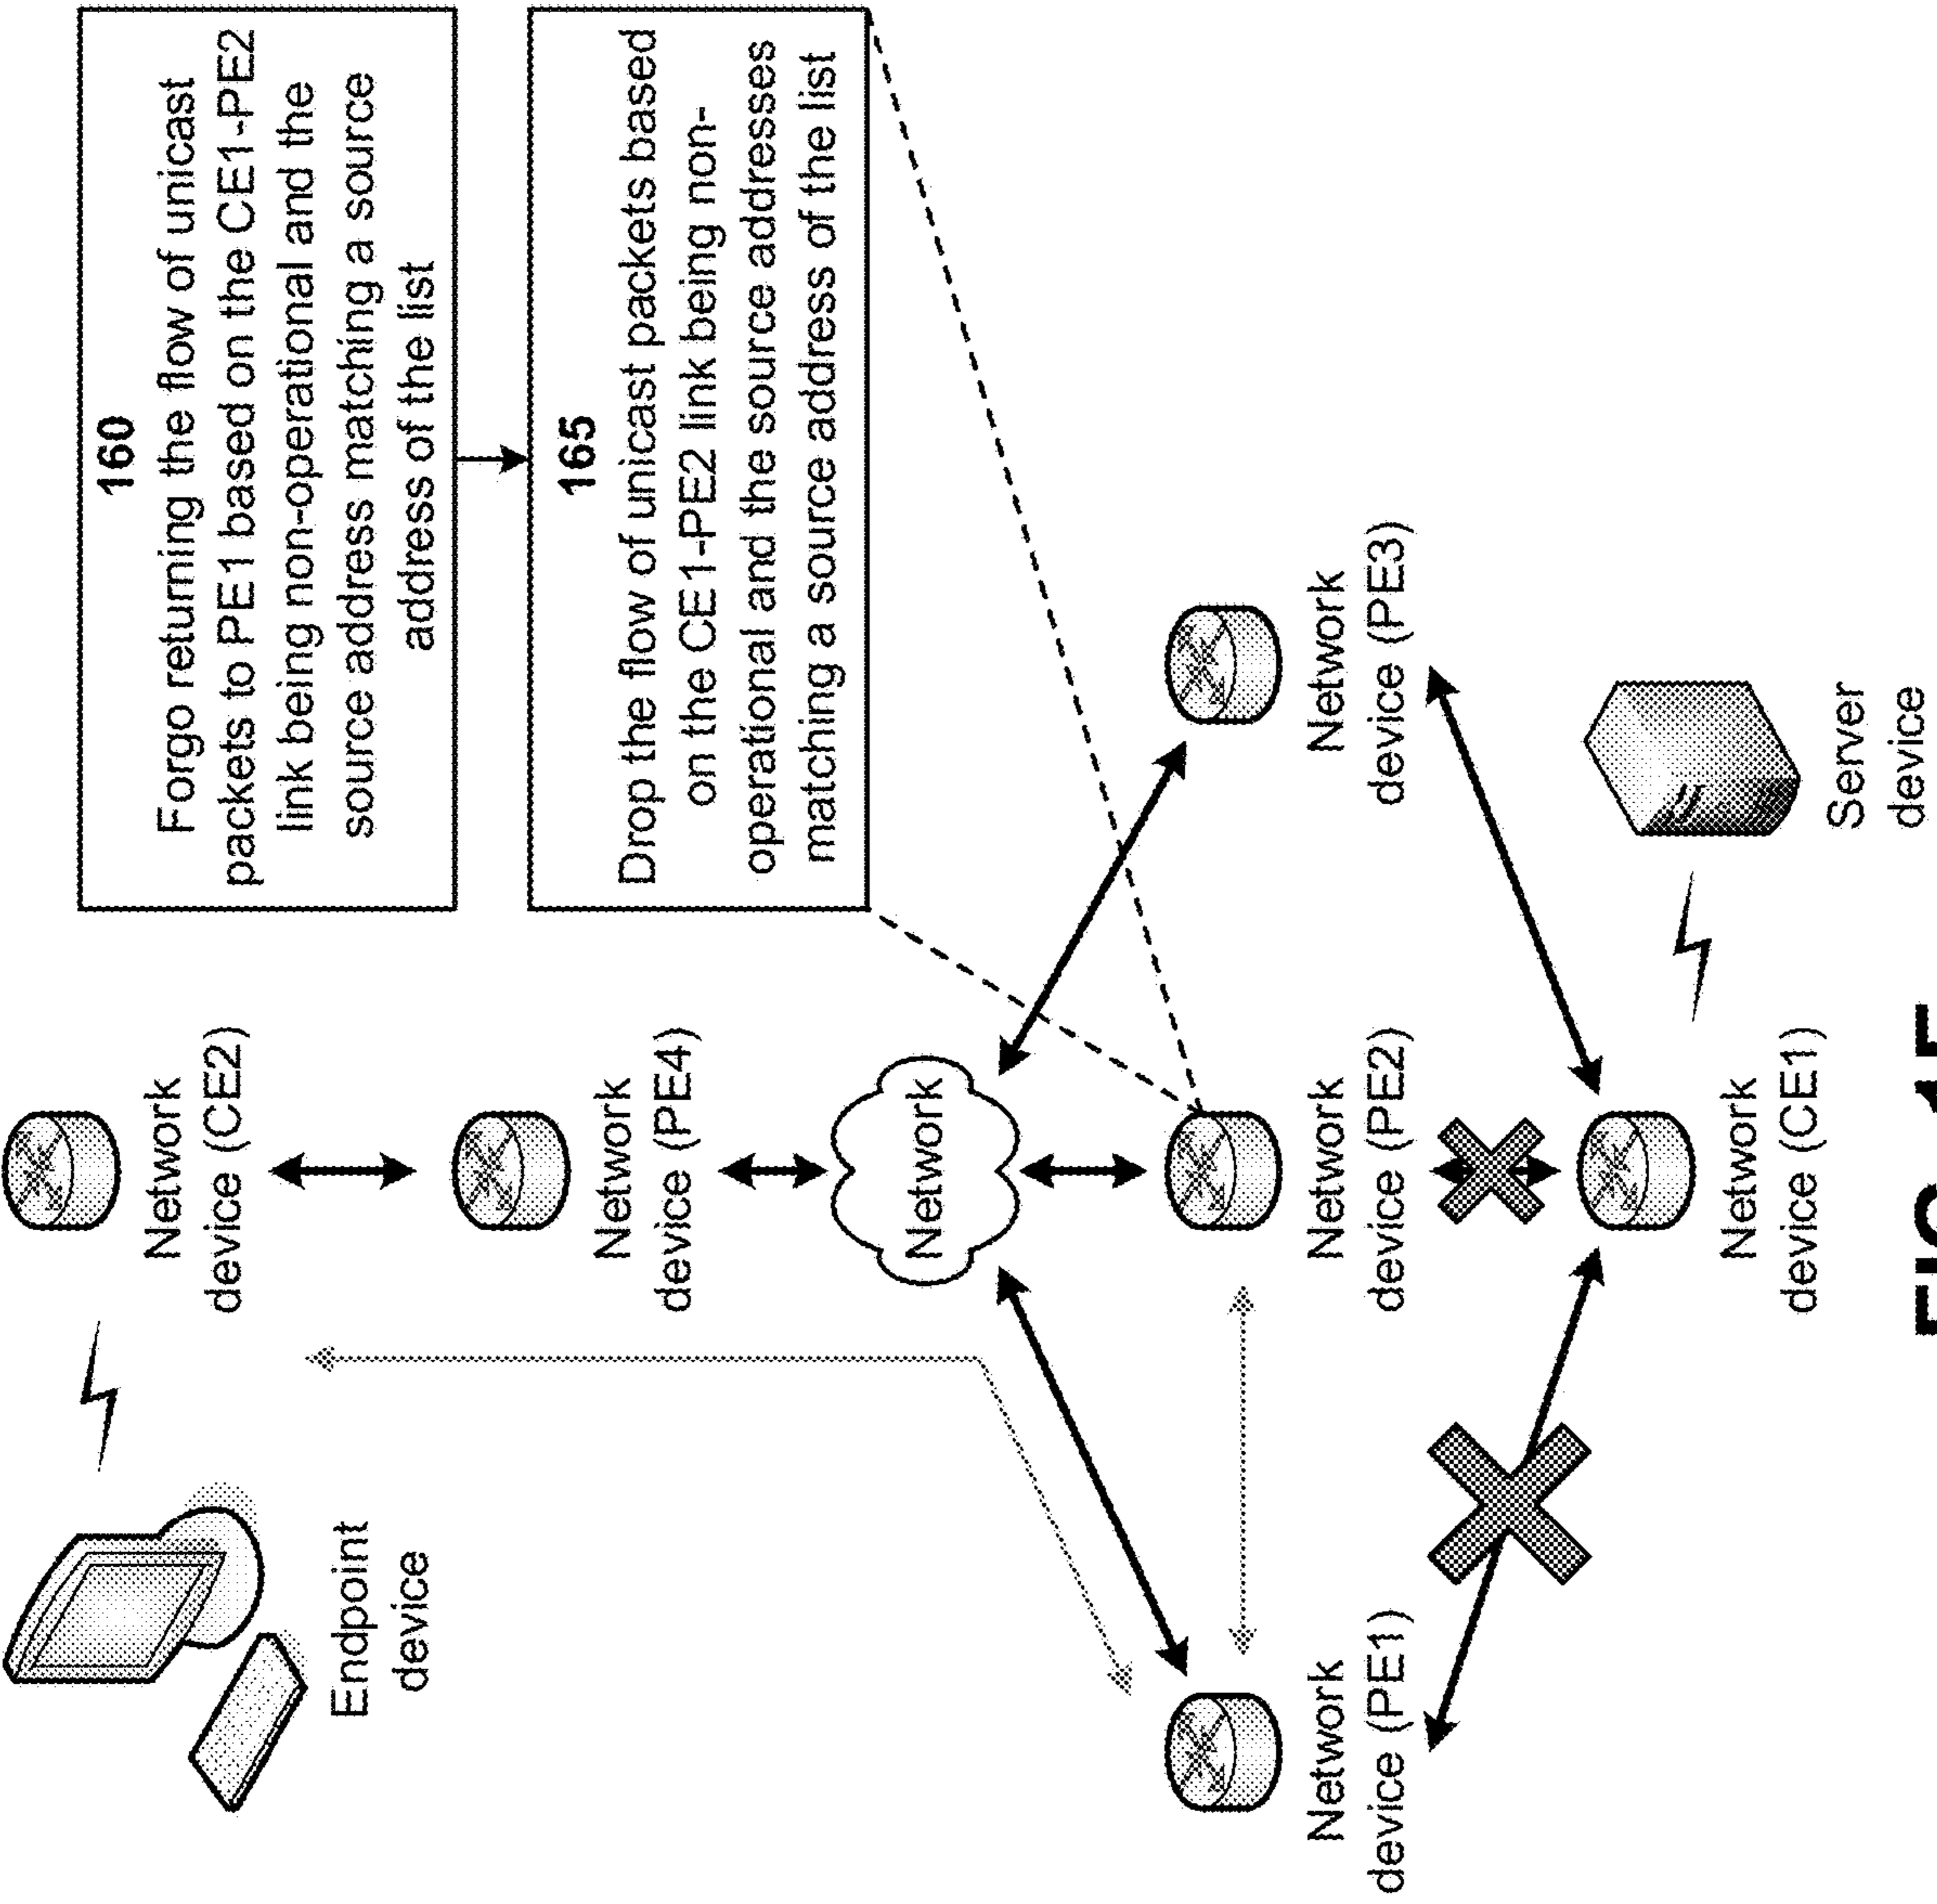 160
Forgo returning the flow of unicast
packets to PE1 based on the CE1-PE2
link being non-operational and the
source address matching a source
address of the list
165
Drop the flow of unicast packets based
on the CE1-PE2 link being non-
operational and the source addresses
matching a source address of the list
Endpoint
device
Network
device (CE2)
Network
device (PE4)
Network
Network
device (PE1)
Network
device (PE2)
Network
device (PE3)
Network
device (CE1)
Server
device